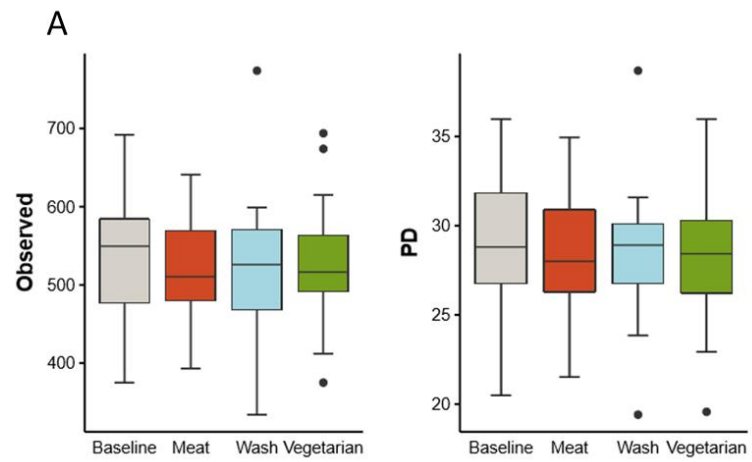 A
Observed
700
600
500
400
Baseline Meat Wash Vegetarian
PD
35
30
25
20
Baseline Meat Wash Vegetarian